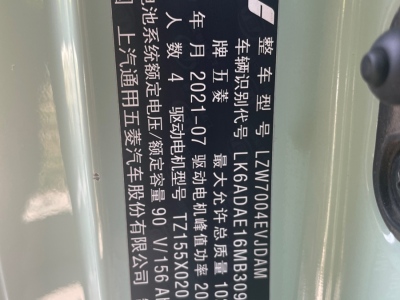 整车型号 LZW7004EVJDAM
车辆识别代号 LK6ADAE16MB309
牌 五菱 最大允许总质量 10
年 月 2021-07 驱动电机峰值功率 20
人数 4 驱动电机型号 TZ155X020
电池系统额定电压/额定容量 90 V/156 A
上汽通用五菱汽车股份有限公司